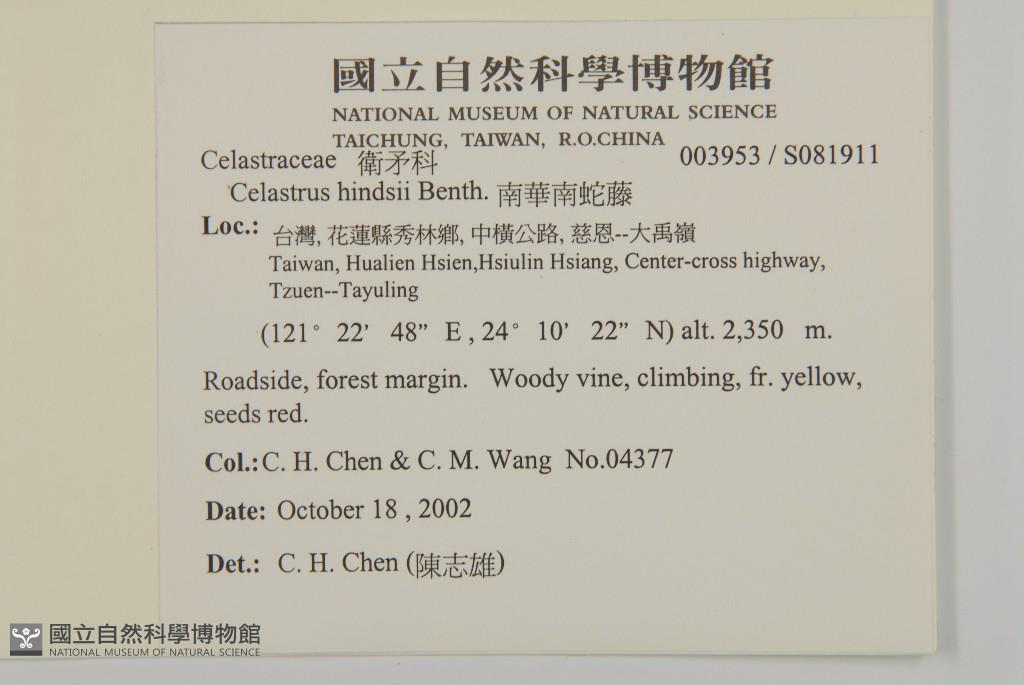 國立自然科學博物館
NATIONAL MUSEUM OF NATURAL SCIENCE
TAICHUNG, TAIWAN, R.O.CHINA
Celastraceae 衛矛科 003953 / S081911
Celastrus hindsii Benth. 南華南蛇藤
Loc.: 台灣, 花蓮縣秀林鄉, 中橫公路, 慈恩--大禹嶺
Taiwan, Hualien Hsien,Hsiulin Hsiang, Center-cross highway,
Tzuen--Tayuling
(121° 22’ 48” E , 24° 10’ 22” N) alt. 2,350 m.
Roadside, forest margin. Woody vine, climbing, fr. yellow,
seeds red.
Col.: C. H. Chen & C. M. Wang No.04377
Date: October 18 , 2002
Det.: C. H. Chen (陳志雄)
國立自然科學博物館
NATIONAL MUSEUM OF NATURAL SCIENCE